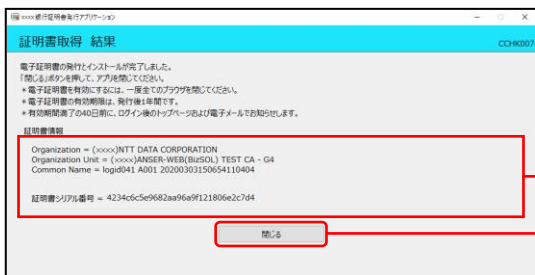 xxxx銀行証明書発行アプリケーション
証明書取得 結果
CCHK007
電子証明書の発行とインストールが完了しました。
「閉じる」ボタンを押して、アプリを閉じてください。
*電子証明書を有効にするには、一度全てのブラウザを閉じてください。
*電子証明書の有効期限は、発行後1年間です。
*有効期間満了の40日前に、ログイン後のトップページおよび電子メールでお知らせします。
証明書情報
Organization = (xxxx)NTT DATA CORPORATION
Organization Unit = (xxxx)ANSER-WEB(BizSOL) TEST CA - G4
Common Name = logid041 A001 20200303150654110404
証明書シリアル番号 = 4234c6c5e9682aa96a9f121806e2c7d4
閉じる